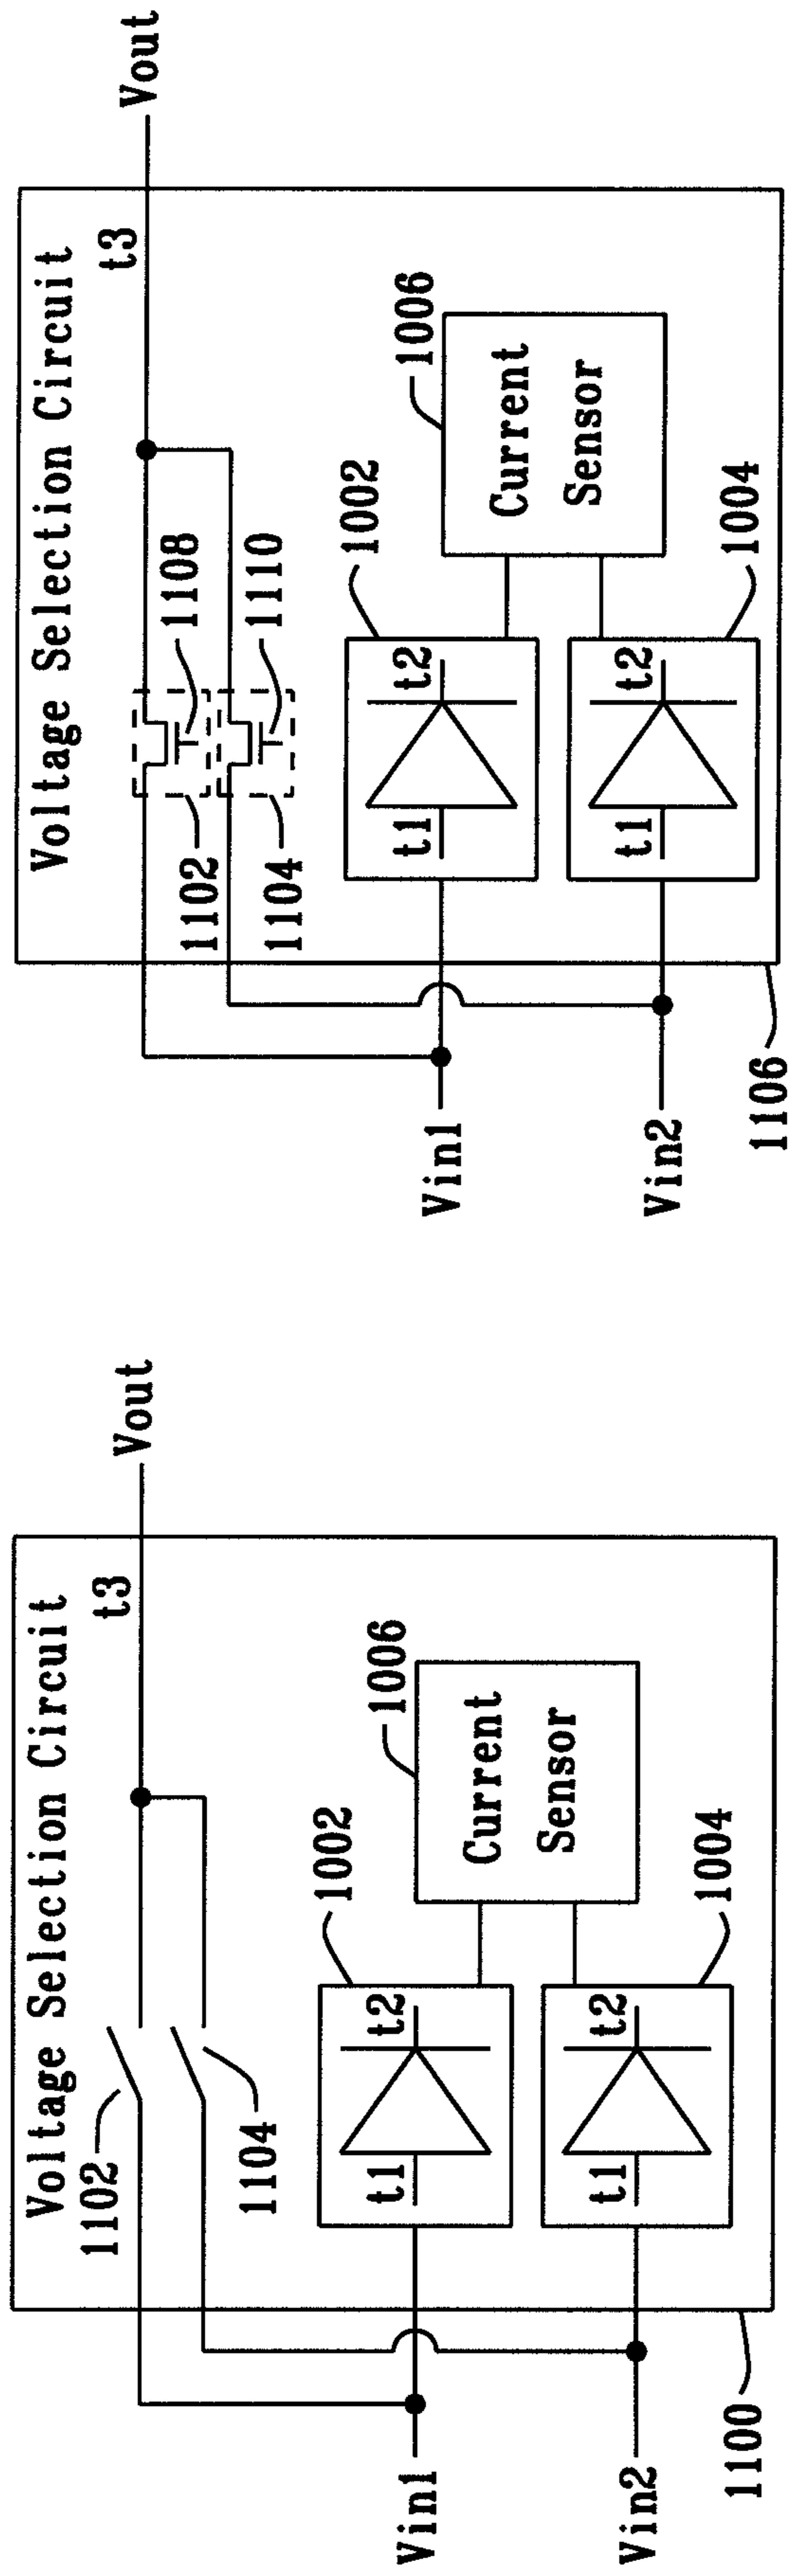 Voltage Selection Circuit
1102
1104
t3
Vout
1002
1006
t1
t2
Current
Sensor
Vin1
1004
t1
t2
Vin2
1100
Voltage Selection Circuit
t3
Vout
1108
1110
1102
1104
1002
1006
t1
t2
Current
Sensor
Vin1
1004
t1
t2
Vin2
1106